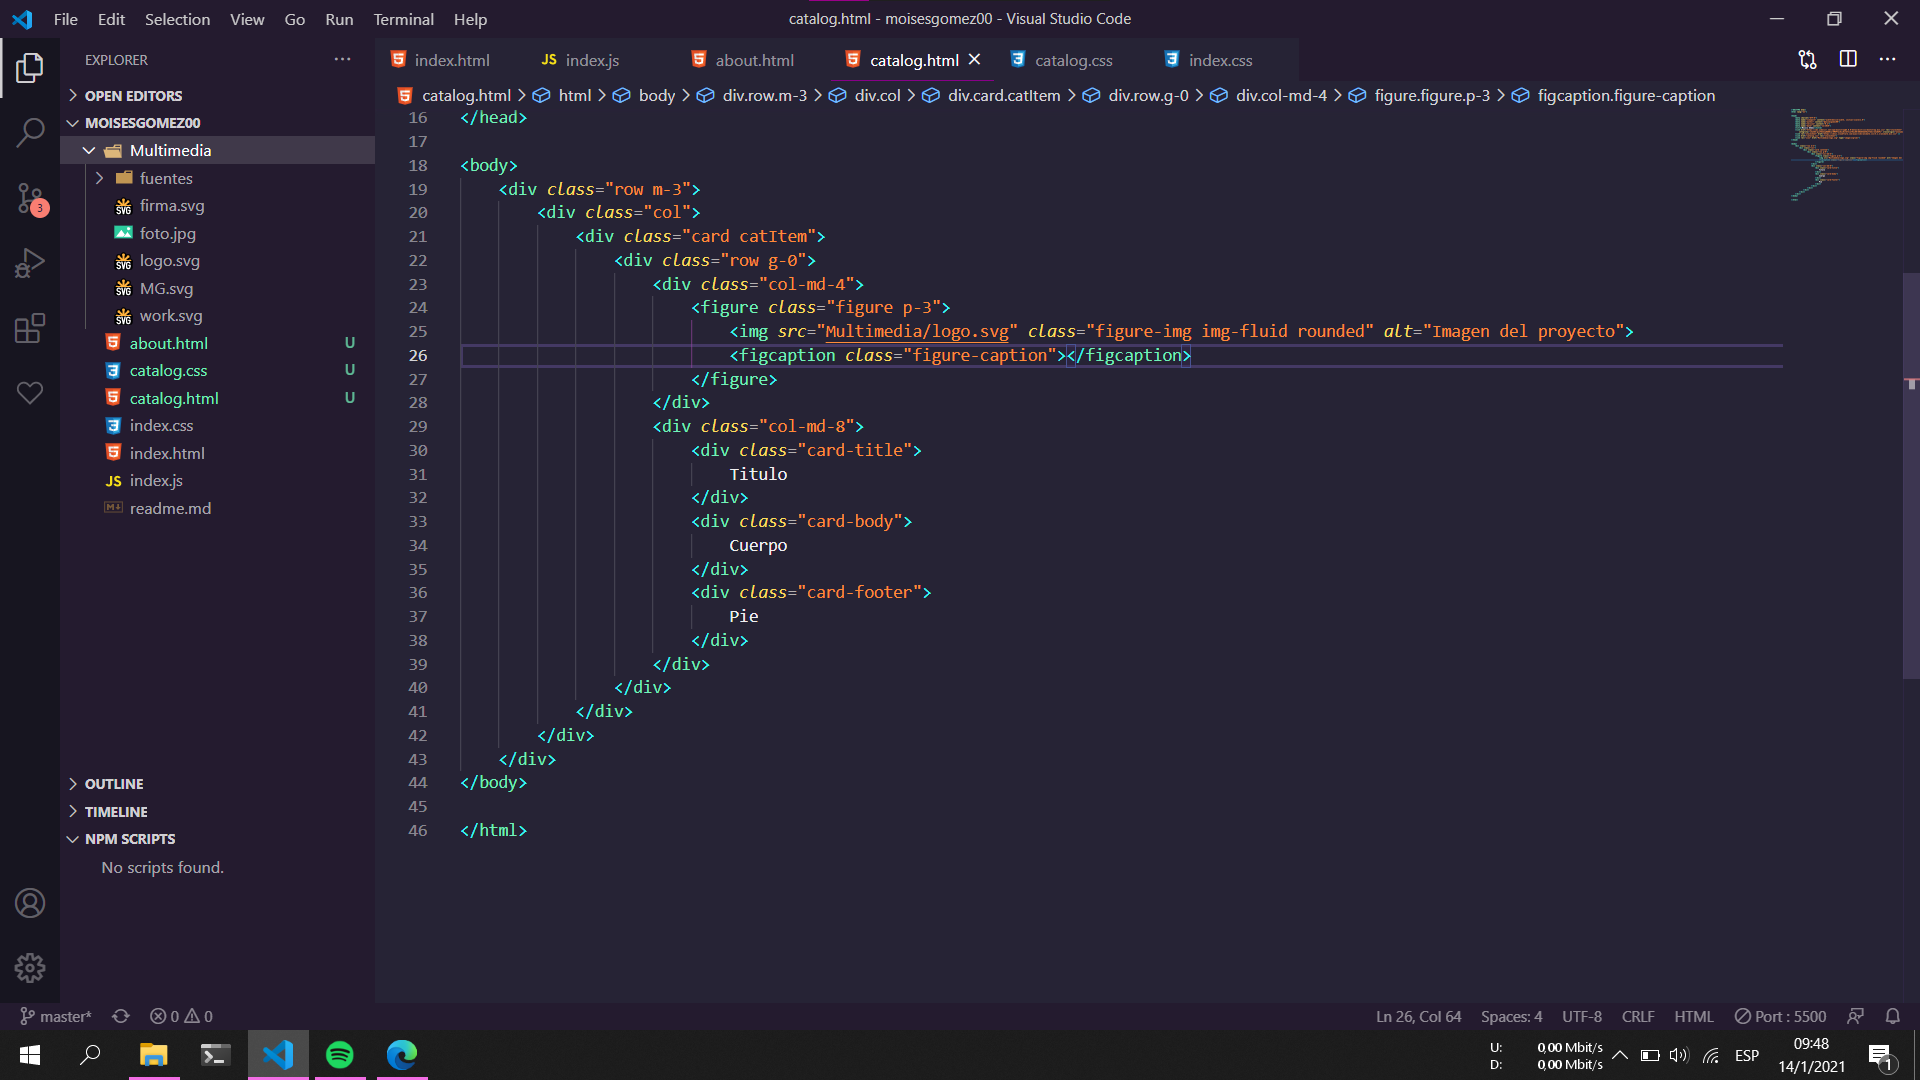 File Edit Selection View Go Run Terminal Help
catalog.html - moisesgomez00 - Visual Studio Code
EXPLORER
OPEN EDITORS
MOISESGOMEZ00
Multimedia
fuentes
SVG firma.svg
foto.jpg
SVG logo.svg
SVG MG.svg
SVG work.svg
about.html U
catalog.css U
catalog.html U
index.css
index.html
JS index.js
readme.md
OUTLINE
TIMELINE
NPM SCRIPTS
No scripts found.
3
index.html JS index.js about.html catalog.html catalog.css index.css
catalog.html > html > body > div.row.m-3 > div.col > div.card.catItem > div.row.g-0 > div.col-md-4 > figure.figure.p-3 > figcaption.figure-caption
16 </head>
17
18 <body>
19 <div class="row m-3">
20 <div class="col">
21 <div class="card catItem">
22 <div class="row g-0">
23 <div class="col-md-4">
24 <figure class="figure p-3">
25 <img src="Multimedia/logo.svg" class="figure-img img-fluid rounded" alt="Imagen del proyecto">
26 <figcaption class="figure-caption"></figcaption>
27 </figure>
28 </div>
29 <div class="col-md-8">
30 <div class="card-title">
31 Titulo
32 </div>
33 <div class="card-body">
34 Cuerpo
35 </div>
36 <div class="card-footer">
37 Pie
38 </div>
39 </div>
40 </div>
41 </div>
42 </div>
43 </div>
44 </body>
45
46 </html>
master* 0 0
Ln 26, Col 64 Spaces: 4 UTF-8 CRLF HTML Port : 5500
U: 0,00 Mbit/s
D: 0,00 Mbit/s
ESP
09:48
14/1/2021
1